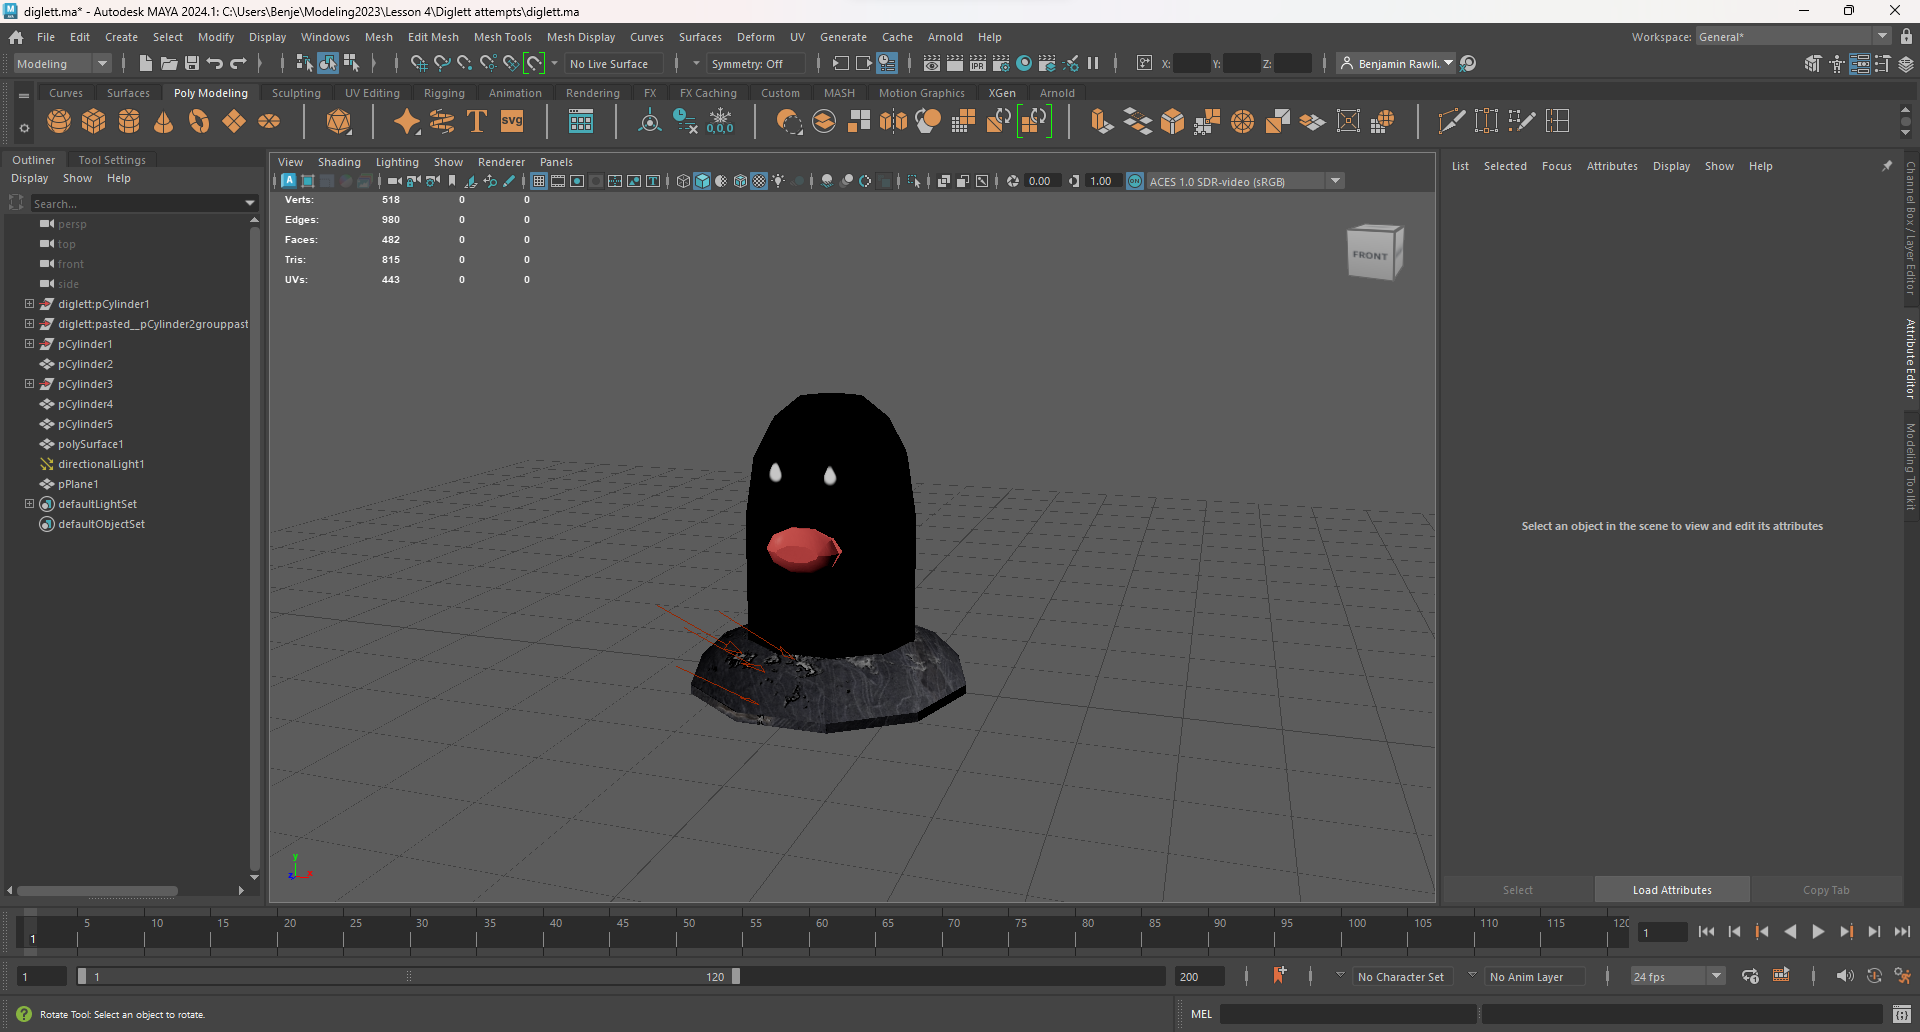 diglett.ma* - Autodesk MAYA 2024.1: C:\Users\Benje\Modeling2023\Lesson 4\Diglett attempts\diglett.ma
File Edit Create Select Modify Display Windows Mesh Edit Mesh Mesh Tools Mesh Display Curves Surfaces Deform UV Generate Cache Arnold Help
Workspace: General*
Modeling No Live Surface Symmetry: Off X: Y: Z: Benjamin Rawli.
Curves Surfaces Poly Modeling Sculpting UV Editing Rigging Animation Rendering FX FX Caching Custom MASH Motion Graphics XGen Arnold
SVG 0,0,0
Outliner Tool Settings
Display Show Help
Search...
persp
top
front
side
diglett:pCylinder1
diglett:pasted__pCylinder2grouppast
pCylinder1
pCylinder2
pCylinder3
pCylinder4
pCylinder5
polySurface1
directionalLight1
pPlane1
defaultLightSet
defaultObjectSet
View Shading Lighting Show Renderer Panels
0.00 1.00 ACES 1.0 SDR-video (sRGB)
Verts: 518 0 0
Edges: 980 0 0
Faces: 482 0 0
Tris: 815 0 0
UVs: 443 0 0
FRONT
y
z x
List Selected Focus Attributes Display Show Help
Select an object in the scene to view and edit its attributes
Select Load Attributes Copy Tab
Channel Box / Layer Editor
Attribute Editor
Modeling Toolkit
5 10 15 20 25 30 35 40 45 50 55 60 65 70 75 80 85 90 95 100 105 110 115 120
1
1
1 1 120 200 No Character Set No Anim Layer 24 fps
Rotate Tool: Select an object to rotate.
MEL